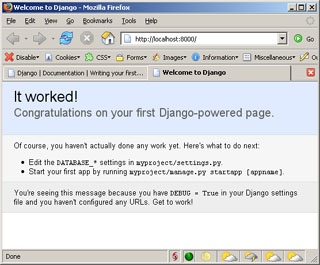 Welcome to Django - Mozilla Firefox
File Edit View Go Bookmarks Tools Help
http://localhost:8000/ Go
Disable Cookies CSS Forms Images Information Miscellaneous
Django | Documentation | Writing your first... Welcome to Django
It worked!
Congratulations on your first Django-powered page.
Of course, you haven't actually done any work yet. Here's what to do next:
• Edit the DATABASE_* settings in myproject/settings.py.
• Start your first app by running myproject/manage.py startapp [appname].
You're seeing this message because you have DEBUG = True in your Django settings
file and you haven't configured any URLs. Get to work!
Done